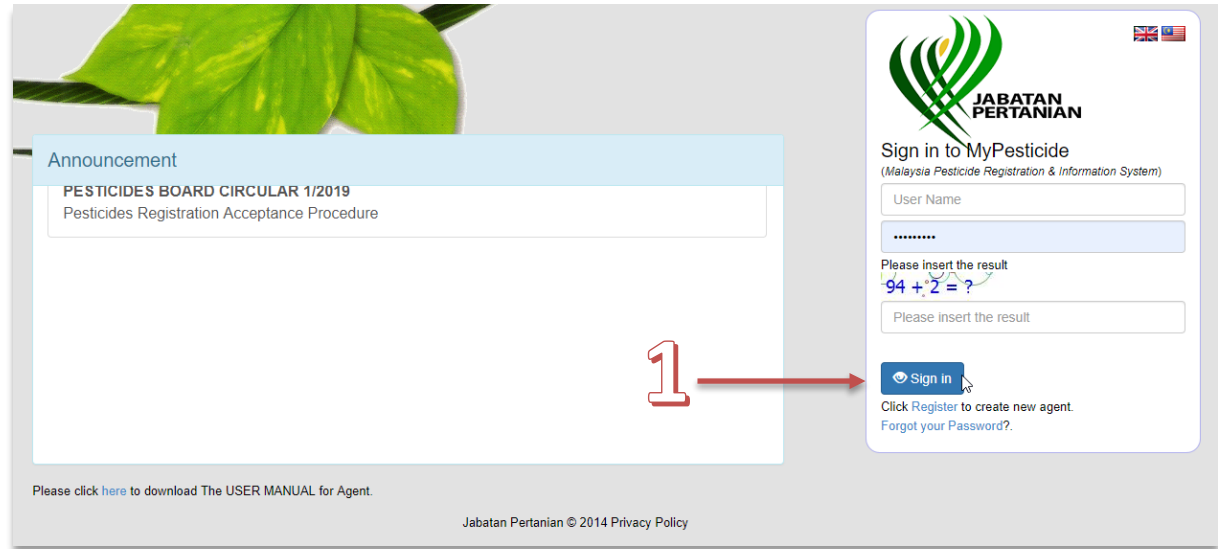 Announcement
PESTICIDES BOARD CIRCULAR 1/2019
Pesticides Registration Acceptance Procedure
JABATAN
PERTANIAN
Sign in to MyPesticide
(Malaysia Pesticide Registration & Information System)
User Name
•••••••••
Please insert the result
94 + 2 = ?
Please insert the result
1
Sign in
Click Register to create new agent.
Forgot your Password?.
Please click here to download The USER MANUAL for Agent.
Jabatan Pertanian © 2014 Privacy Policy